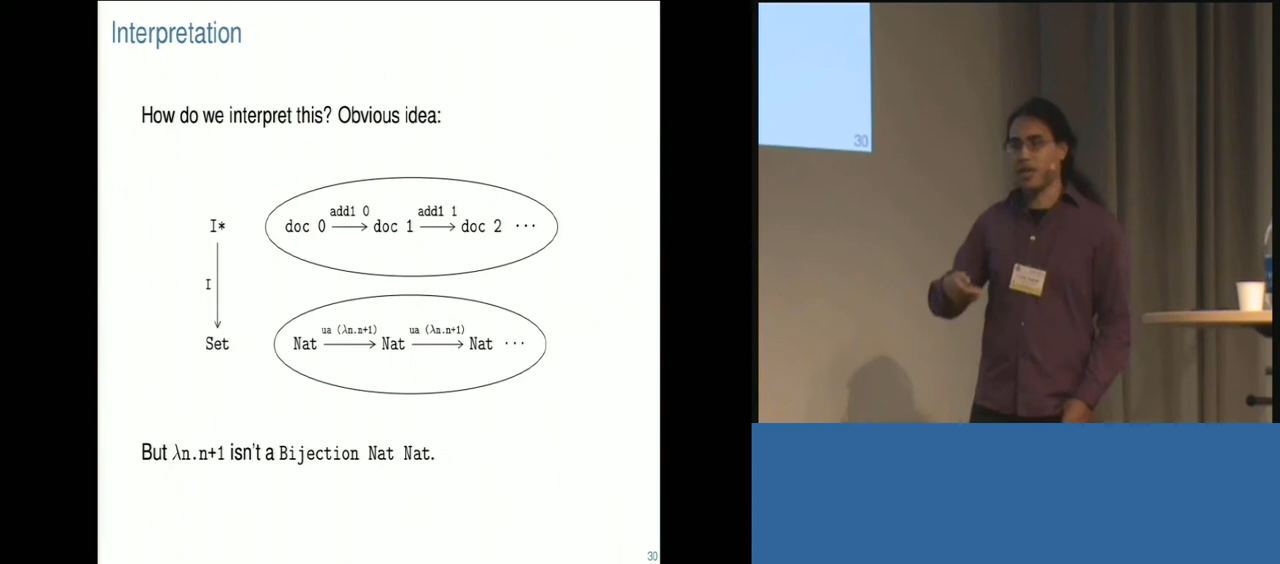 Interpretation
How do we interpret this? Obvious idea:
I*
doc 0 add1 0 doc 1 add1 1 doc 2 ···
I
Set
Nat ua (λn.n+1) Nat ua (λn.n+1) Nat ···
But λn.n+1 isn't a Bijection Nat Nat.
30
30